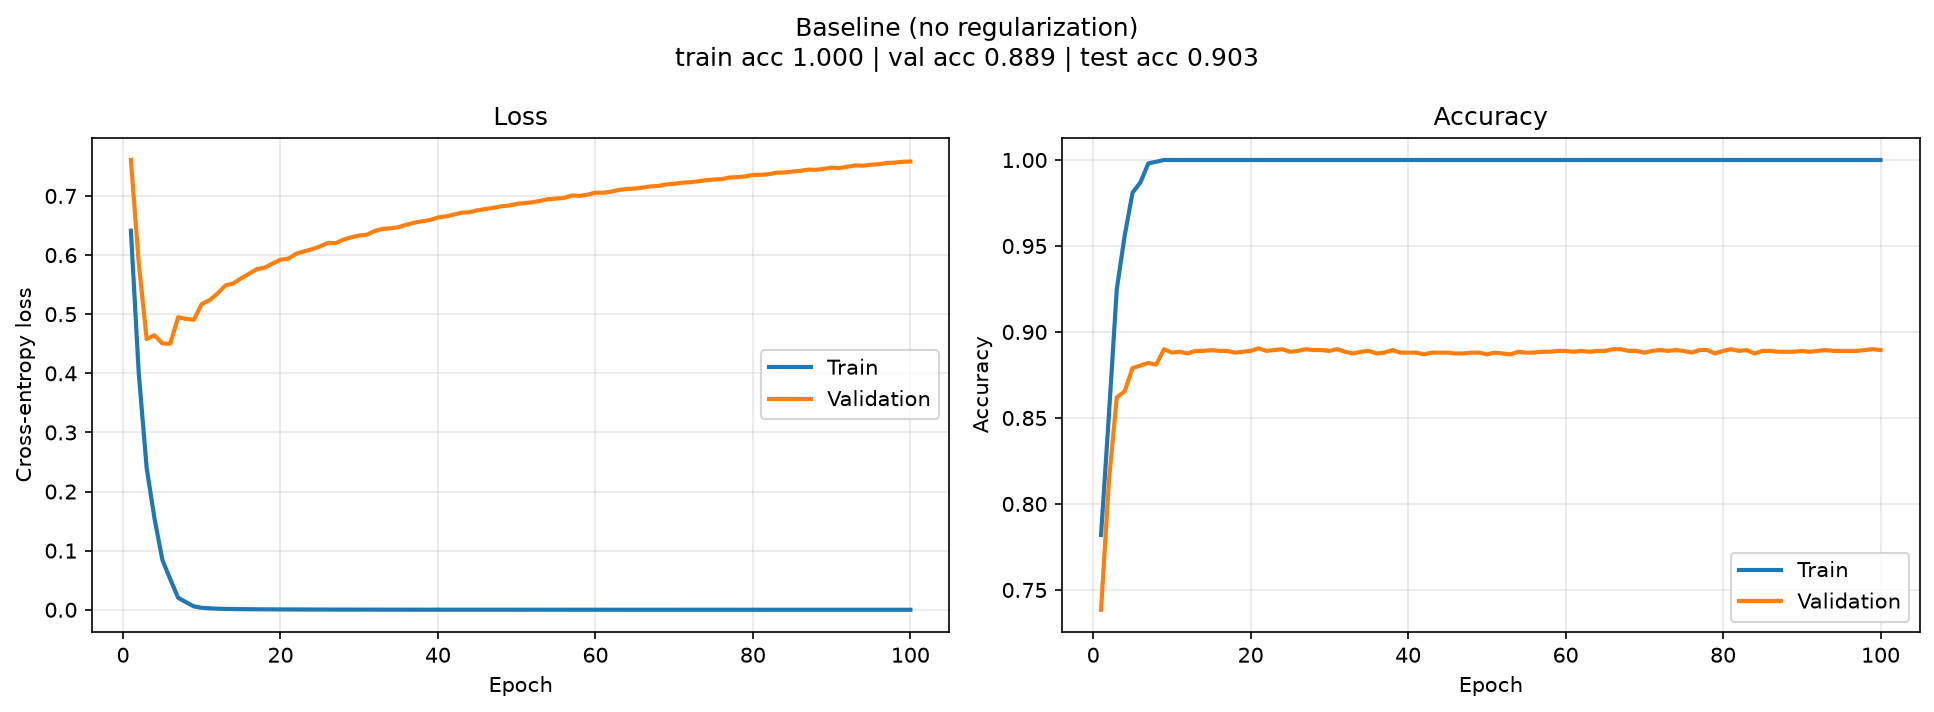 Baseline (no regularization)
train acc 1.000 | val acc 0.889 | test acc 0.903
Loss
Cross-entropy loss
0.7
0.6
0.5
0.4
0.3
0.2
0.1
0.0
Train
Validation
0
20
40
60
80
100
Epoch
Accuracy
Accuracy
1.00
0.95
0.90
0.85
0.80
0.75
Train
Validation
0
20
40
60
80
100
Epoch